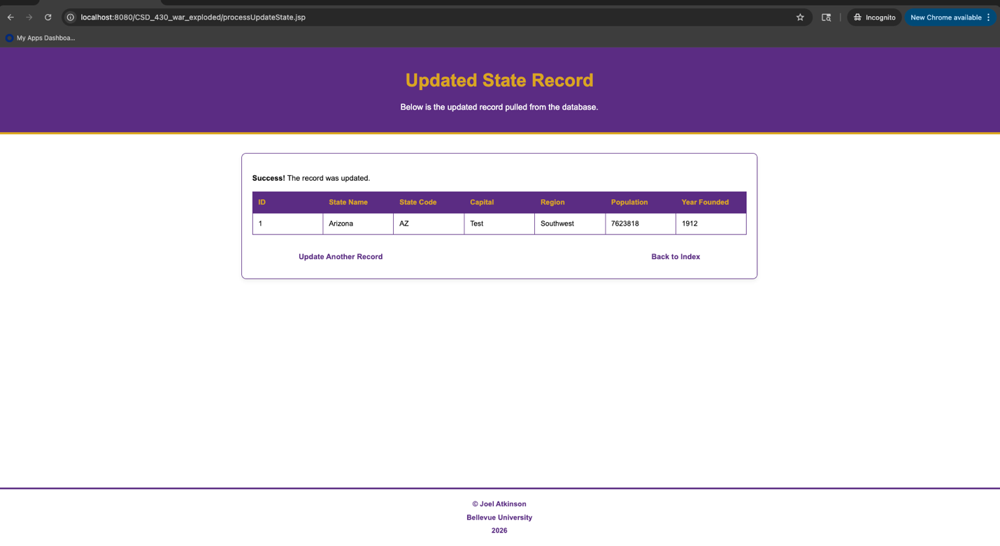 localhost:8080/CSD_430_war_exploded/processUpdateState.jsp
Incognito
New Chrome available
My Apps Dashboa...
Updated State Record
Below is the updated record pulled from the database.
Success! The record was updated.
ID State Name State Code Capital Region Population Year Founded
1 Arizona AZ Test Southwest 7623818 1912
Update Another Record Back to Index
© Joel Atkinson
Bellevue University
2026